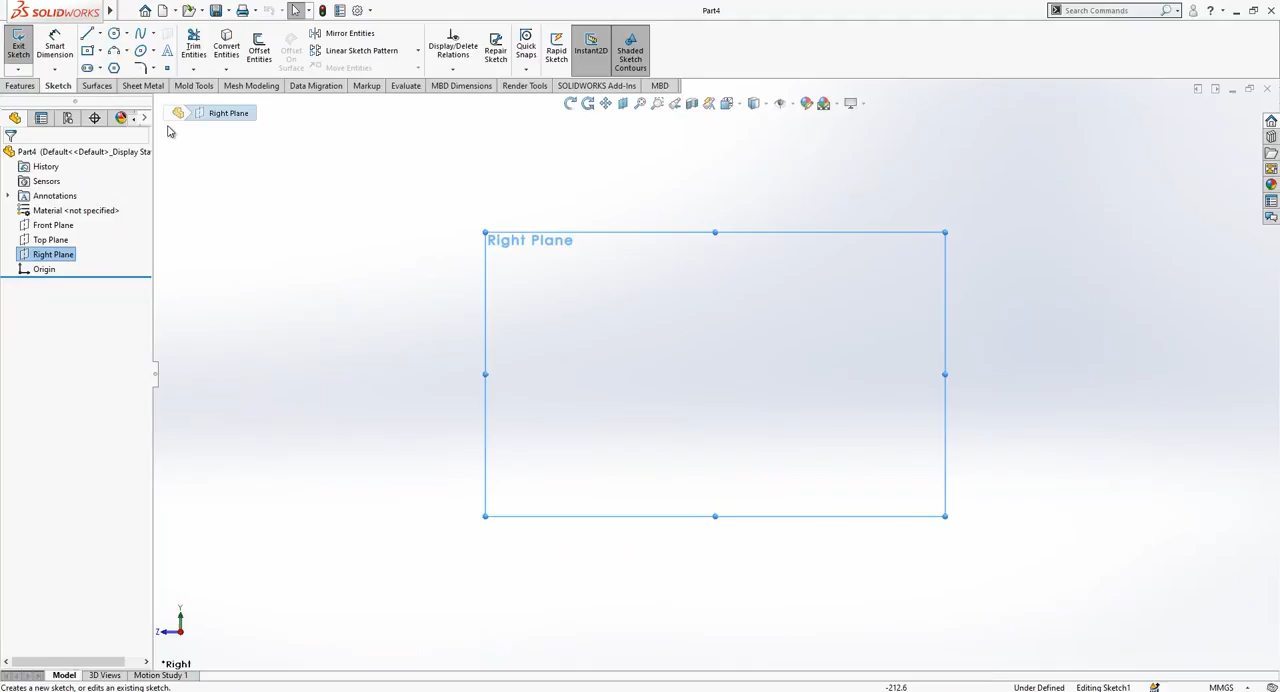 SOLIDWORKS
Part4
Search Commands
Exit Sketch
Smart Dimension
Trim Entities
Convert Entities
Offset Entities
Offset On Surface
Mirror Entities
Linear Sketch Pattern
Move Entities
Display/Delete Relations
Repair Sketch
Quick Snaps
Rapid Sketch
Instant2D
Shaded Sketch Contours
Features
Sketch
Surfaces
Sheet Metal
Mold Tools
Mesh Modeling
Data Migration
Markup
Evaluate
MBD Dimensions
Render Tools
SOLIDWORKS Add-Ins
MBD
Right Plane
Part4 (Default<<Default>_Display Sta
History
Sensors
Annotations
Material <not specified>
Front Plane
Top Plane
Right Plane
Origin
Right Plane
Y
Z
*Right
Model
3D Views
Motion Study 1
Creates a new sketch, or edits an existing sketch.
-212.6
Under Defined
Editing Sketch1
MMGS